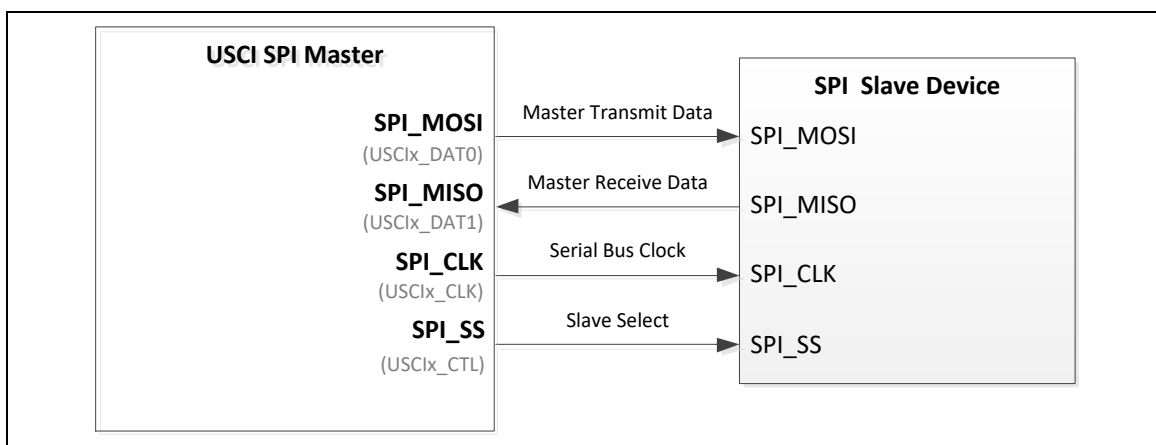 USCI SPI Master
SPI_MOSI
(USCIx_DAT0)
SPI_MISO
(USCIx_DAT1)
SPI_CLK
(USCIx_CLK)
SPI_SS
(USCIx_CTL)
Master Transmit Data
Master Receive Data
Serial Bus Clock
Slave Select
SPI Slave Device
SPI_MOSI
SPI_MISO
SPI_CLK
SPI_SS